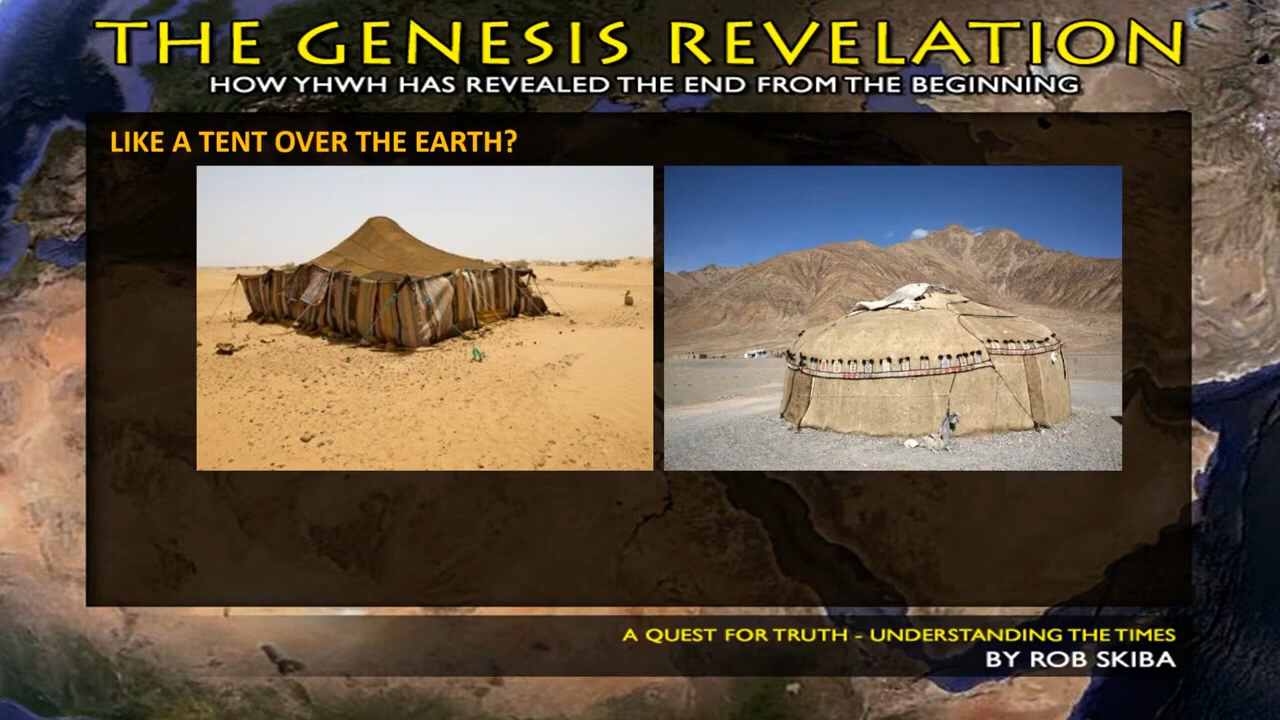 THE GENESIS REVELATION
HOW YHWH HAS REVEALED THE END FROM THE BEGINNING
LIKE A TENT OVER THE EARTH?
A QUEST FOR TRUTH - UNDERSTANDING THE TIMES
BY ROB SKIBA